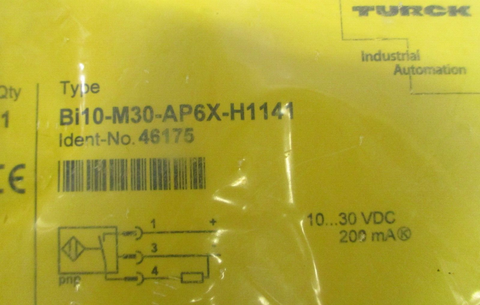 TURCK
Industrial
Automation
Qty
1
Type
Bi10-M30-AP6X-H1141
Ident-No. 46175
CE
1 +
3 -
4
pnp
10...30 VDC
200 mA